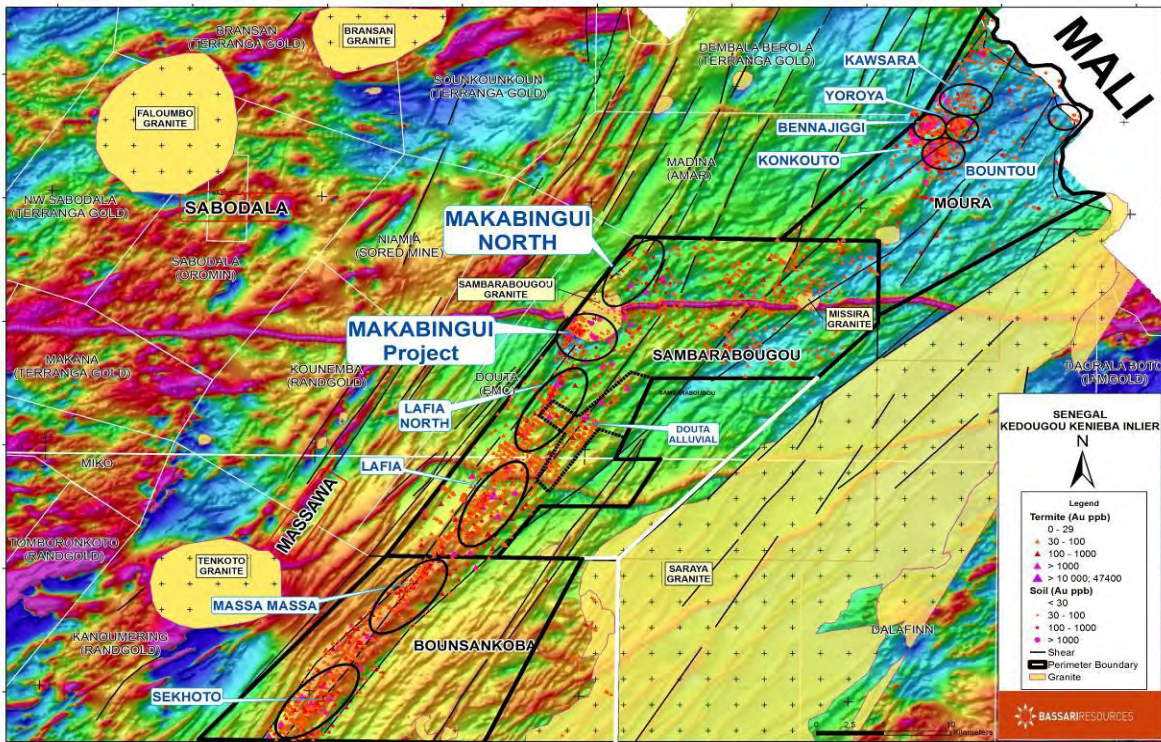 BRANSAN
(TERRANGA GOLD)
BRANSAN
GRANITE
DEMBALA BEROLA
(TERRANGA GOLD)
MALI
KAWSARA
SOUNKOUNKOUN
(TERRANGA GOLD)
YOROYA
FALOUMBO
GRANITE
BENNAJIGGI
KONKOUTO
MADINA
(AMAR)
BOUNTOU
NW SABODALA
(TERRANGA GOLD)
SABODALA
MOURA
MAKABINGUI
NORTH
NIAMIA
(SORED MINE)
SABODALA
(OROMIN)
SAMBARABOUGOU
GRANITE
MISSIRA
GRANITE
MAKABINGUI
Project
SAMBARABOUGOU
MAKANA
(TERRANGA GOLD)
KOUNEMBA
(RANDGOLD)
DOUTA
(EMC)
DAORALA BOTO
(IAMGOLD)
SAMBARABOUGOU
LAFIA
NORTH
DOUTA
ALLUVIAL
MIKO
LAFIA
MASSAWA
TOMBORONKOTO
(RANDGOLD)
TENKOTO
GRANITE
SARAYA
GRANITE
MASSA MASSA
KANOUMERING
(RANDGOLD)
BOUNSANKOBA
DALAFINN
SEKHOTO
SENEGAL
KEDOUGOU KENIEBA INLIER
N
Legend
Termite (Au ppb)
0 - 29
30 - 100
100 - 1000
> 1000
> 10 000; 47400
Soil (Au ppb)
< 30
30 - 100
100 - 1000
> 1000
Shear
Perimeter Boundary
Granite
0 2.5 5 10
Kilometers
BASSARIRESOURCES